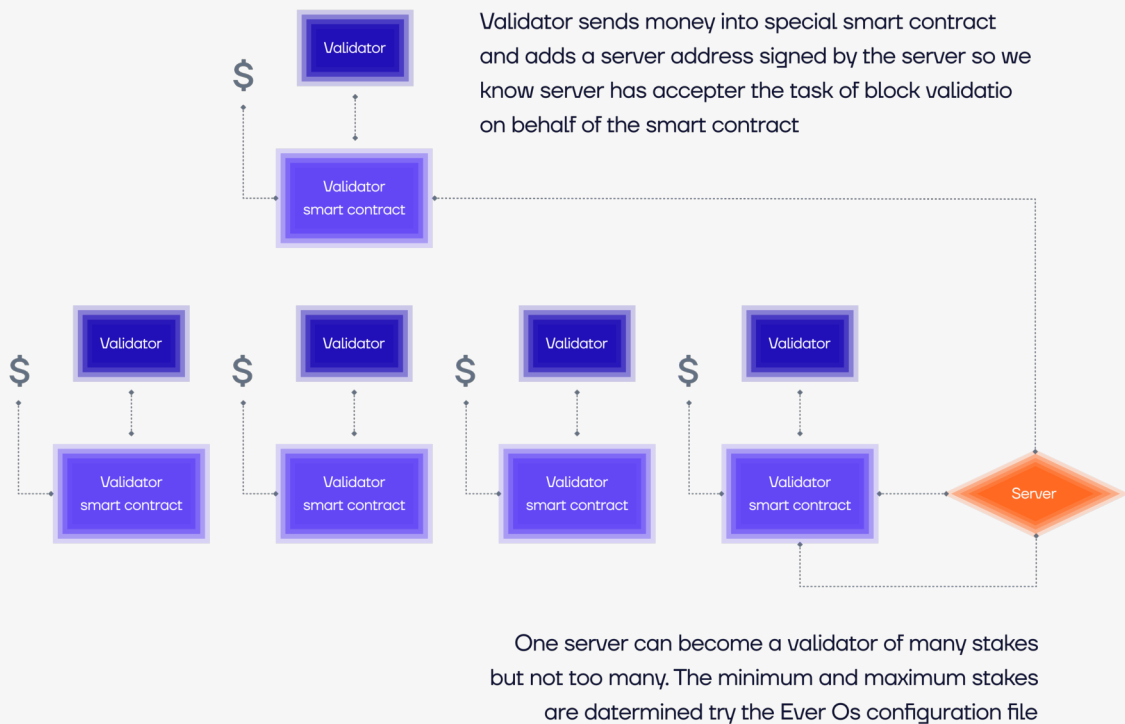 Validator sends money into special smart contract
and adds a server address signed by the server so we
know server has accepter the task of block validatio
on behalf of the smart contract
Validator
$
Validator
smart contract
Validator
Validator
Validator
Validator
$
$
$
$
Validator
smart contract
Validator
smart contract
Validator
smart contract
Validator
smart contract
Server
One server can become a validator of many stakes
but not too many. The minimum and maximum stakes
are datermined try the Ever Os configuration file